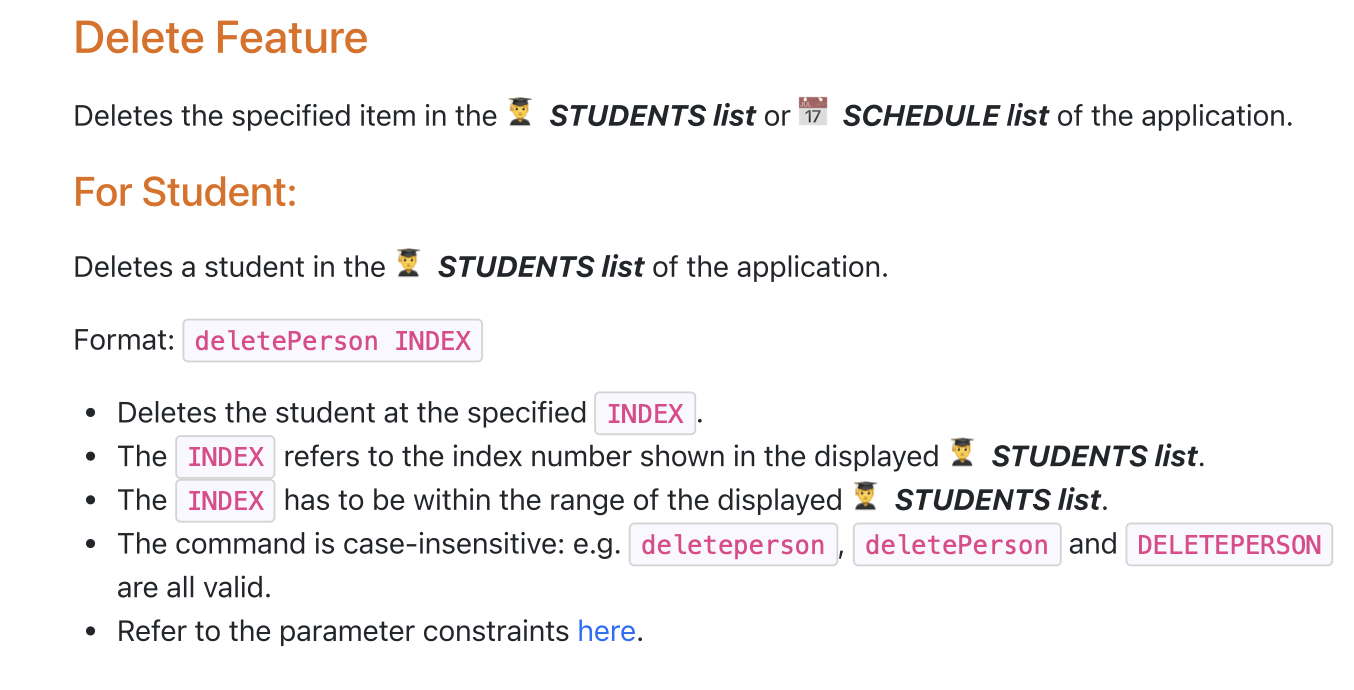 Delete Feature
Deletes the specified item in the 👨‍🎓 STUDENTS list or 📅 SCHEDULE list of the application.
For Student:
Deletes a student in the 👨‍🎓 STUDENTS list of the application.
Format: deletePerson INDEX
• Deletes the student at the specified INDEX.
• The INDEX refers to the index number shown in the displayed 👨‍🎓 STUDENTS list.
• The INDEX has to be within the range of the displayed 👨‍🎓 STUDENTS list.
• The command is case-insensitive: e.g. deleteperson, deletePerson and DELETEPERSON
are all valid.
• Refer to the parameter constraints here.